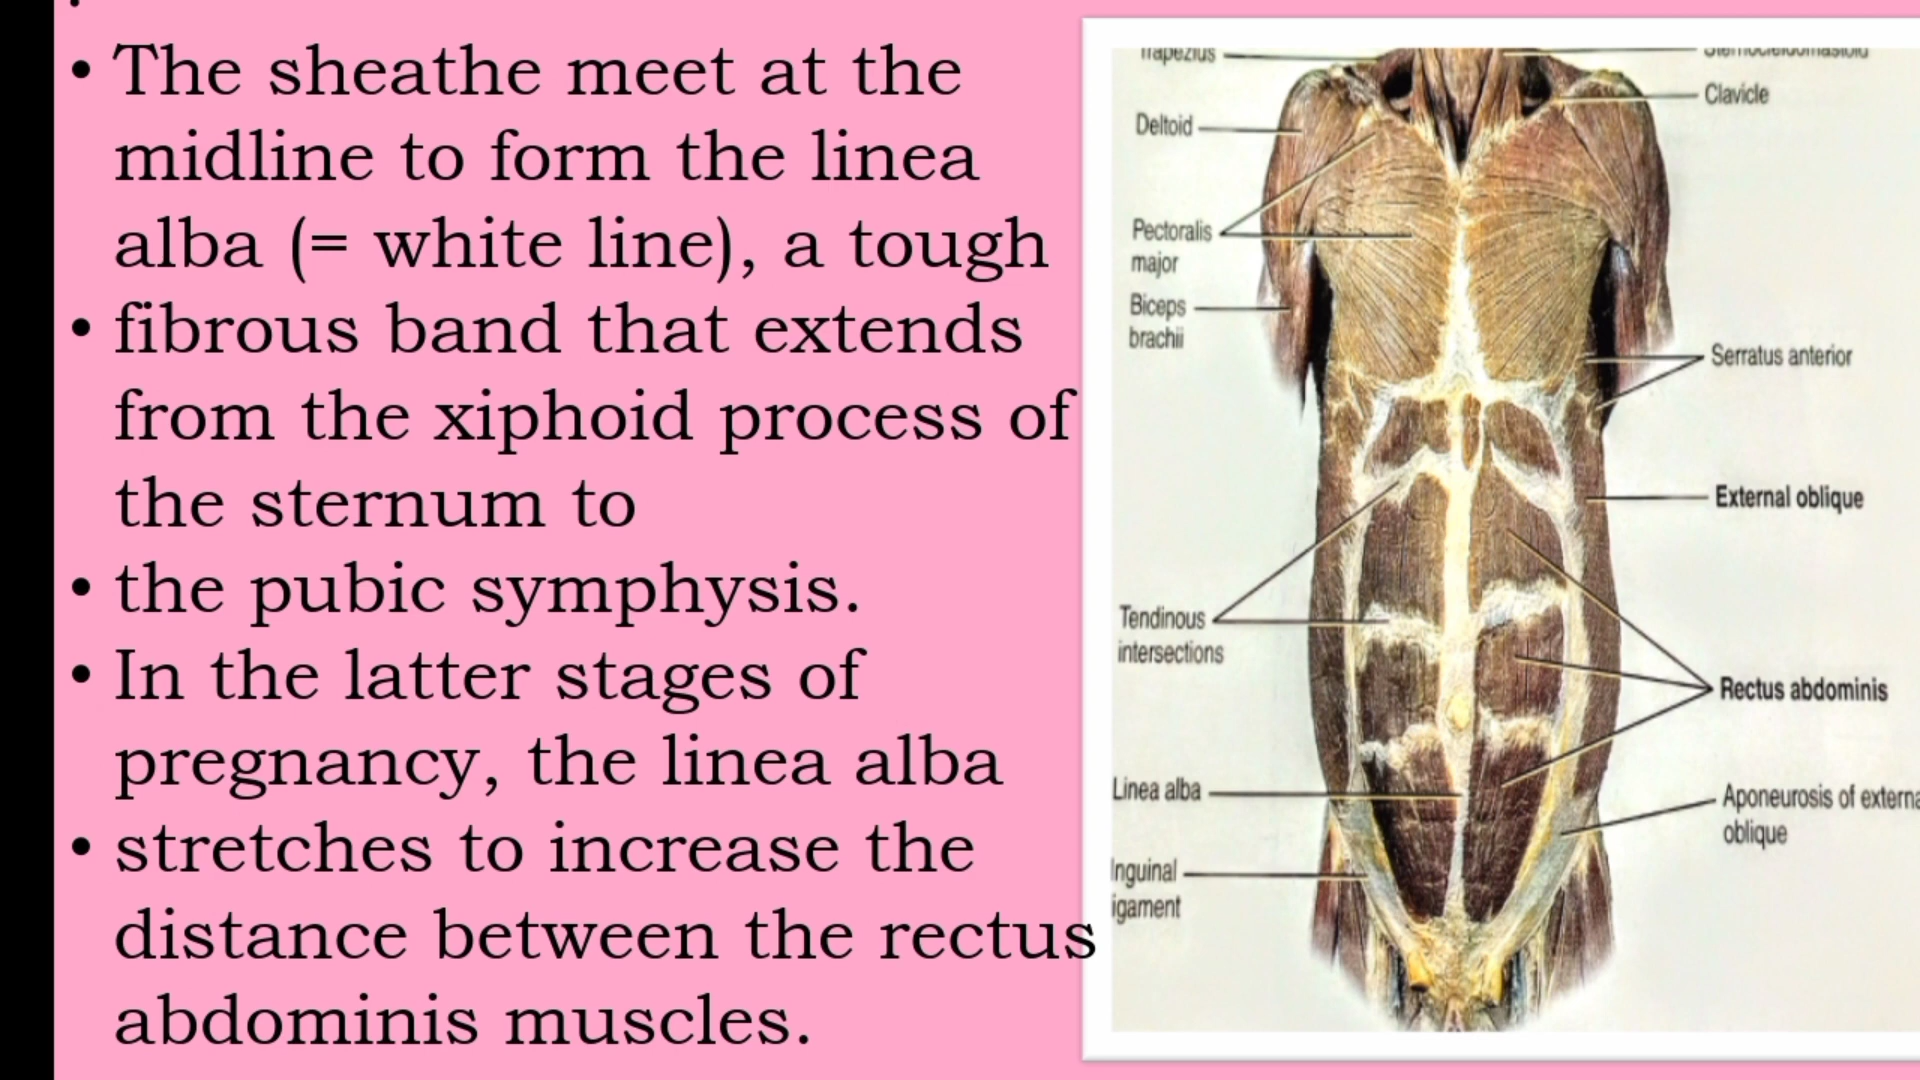 • The sheathe meet at the
midline to form the linea
alba (= white line), a tough
• fibrous band that extends
from the xiphoid process of
the sternum to
• the pubic symphysis.
• In the latter stages of
pregnancy, the linea alba
• stretches to increase the
distance between the rectus
abdominis muscles.
Trapezius
Deltoid
Pectoralis
major
Biceps
brachii
Tendinous
intersections
Linea alba
Inguinal
igament
Sternocleidomastoid
Clavicle
Serratus anterior
External oblique
Rectus abdominis
Aponeurosis of externa
oblique